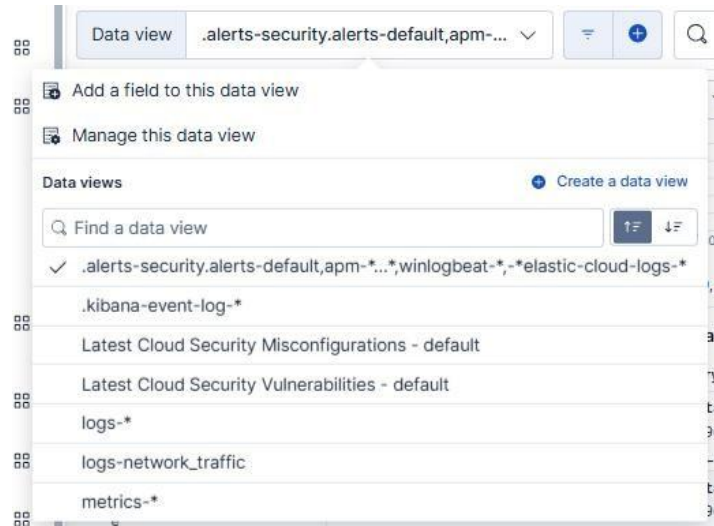 Data view .alerts-security.alerts-default,apm-...
Add a field to this data view
Manage this data view
Data views Create a data view
Find a data view
.alerts-security.alerts-default,apm-*...*,winlogbeat-*,-*elastic-cloud-logs-*
.kibana-event-log-*
Latest Cloud Security Misconfigurations - default
Latest Cloud Security Vulnerabilities - default
logs-*
logs-network_traffic
metrics-*